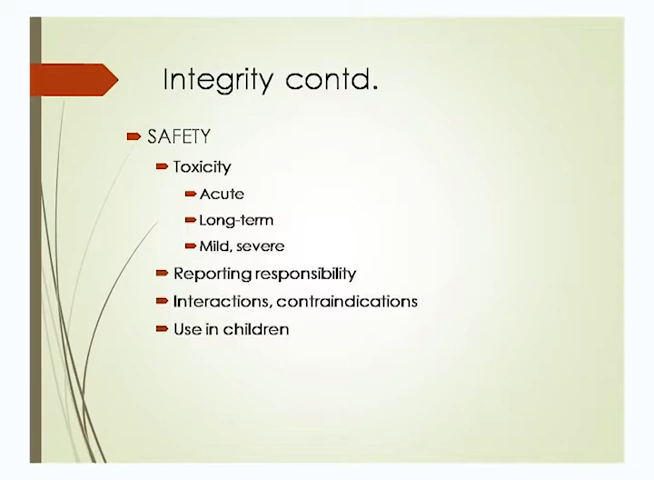 Integrity contd.
SAFETY
Toxicity
Acute
Long-term
Mild, severe
Reporting responsibility
Interactions, contraindications
Use in children